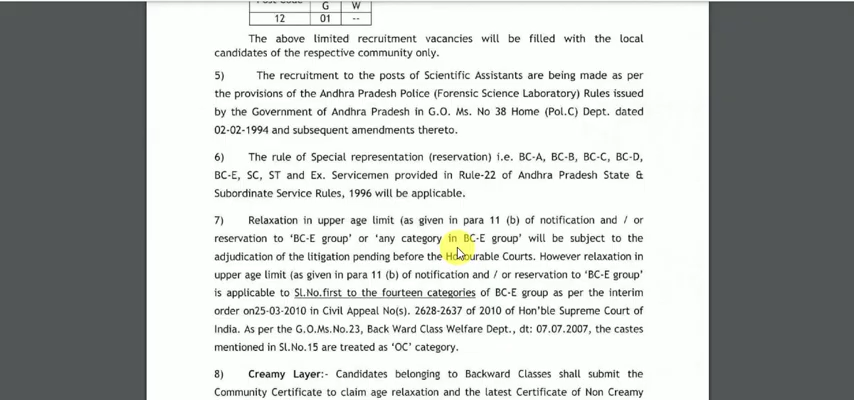 G W
12 01 --
The above limited recruitment vacancies will be filled with the local
candidates of the respective community only.
5) The recruitment to the posts of Scientific Assistants are being made as per
the provisions of the Andhra Pradesh Police (Forensic Science Laboratory) Rules issued
by the Government of Andhra Pradesh in G.O. Ms. No 38 Home (Pol.C) Dept. dated
02-02-1994 and subsequent amendments thereto.
6) The rule of Special representation (reservation) i.e. BC-A, BC-B, BC-C, BC-D,
BC-E, SC, ST and Ex. Servicemen provided in Rule-22 of Andhra Pradesh State &
Subordinate Service Rules, 1996 will be applicable.
7) Relaxation in upper age limit (as given in para 11 (b) of notification and / or
reservation to ‘BC-E group’ or ‘any category in BC-E group’ will be subject to the
adjudication of the litigation pending before the Honourable Courts. However relaxation in
upper age limit (as given in para 11 (b) of notification and / or reservation to ‘BC-E group’
is applicable to Sl.No.first to the fourteen categories of BC-E group as per the interim
order on25-03-2010 in Civil Appeal No(s). 2628-2637 of 2010 of Hon’ble Supreme Court of
India. As per the G.O.Ms.No.23, Back Ward Class Welfare Dept., dt: 07.07.2007, the castes
mentioned in Sl.No.15 are treated as ‘OC’ category.
8) Creamy Layer:- Candidates belonging to Backward Classes shall submit the
Community Certificate to claim age relaxation and the latest Certificate of Non Creamy